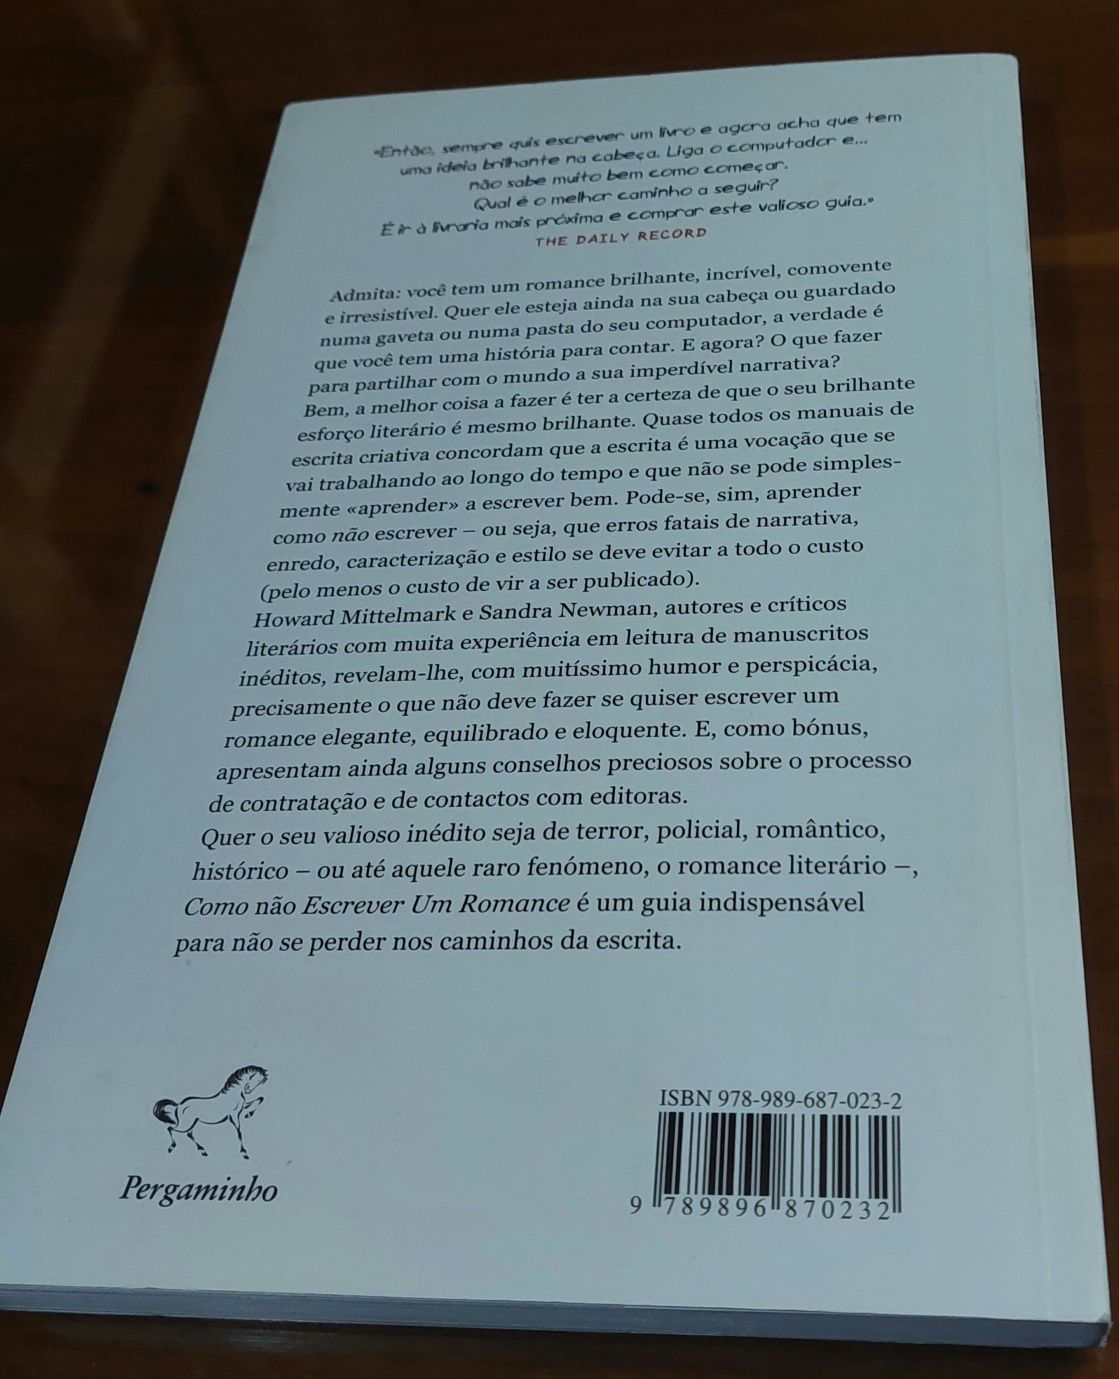 «Então, sempre quis escrever um livro e agora acha que tem
uma ideia brilhante na cabeça. Liga o computador e...
não sabe muito bem como começar.
Qual é o melhor caminho a seguir?
É ir à livraria mais próxima e comprar este valioso guia.»
THE DAILY RECORD
Admita: você tem um romance brilhante, incrível, comovente
e irresistível. Quer ele esteja ainda na sua cabeça ou guardado
numa gaveta ou numa pasta do seu computador, a verdade é
que você tem uma história para contar. E agora? O que fazer
para partilhar com o mundo a sua imperdível narrativa?
Bem, a melhor coisa a fazer é ter a certeza de que o seu brilhante
esforço literário é mesmo brilhante. Quase todos os manuais de
escrita criativa concordam que a escrita é uma vocação que se
vai trabalhando ao longo do tempo e que não se pode simples-
mente «aprender» a escrever bem. Pode-se, sim, aprender
como não escrever – ou seja, que erros fatais de narrativa,
enredo, caracterização e estilo se deve evitar a todo o custo
(pelo menos o custo de vir a ser publicado).
Howard Mittelmark e Sandra Newman, autores e críticos
literários com muita experiência em leitura de manuscritos
inéditos, revelam-lhe, com muitíssimo humor e perspicácia,
precisamente o que não deve fazer se quiser escrever um
romance elegante, equilibrado e eloquente. E, como bónus,
apresentam ainda alguns conselhos preciosos sobre o processo
de contratação e de contactos com editoras.
Quer o seu valioso inédito seja de terror, policial, romântico,
histórico – ou até aquele raro fenómeno, o romance literário –,
Como não Escrever Um Romance é um guia indispensável
para não se perder nos caminhos da escrita.
Pergaminho
ISBN 978-989-687-023-2
9 789896 870232